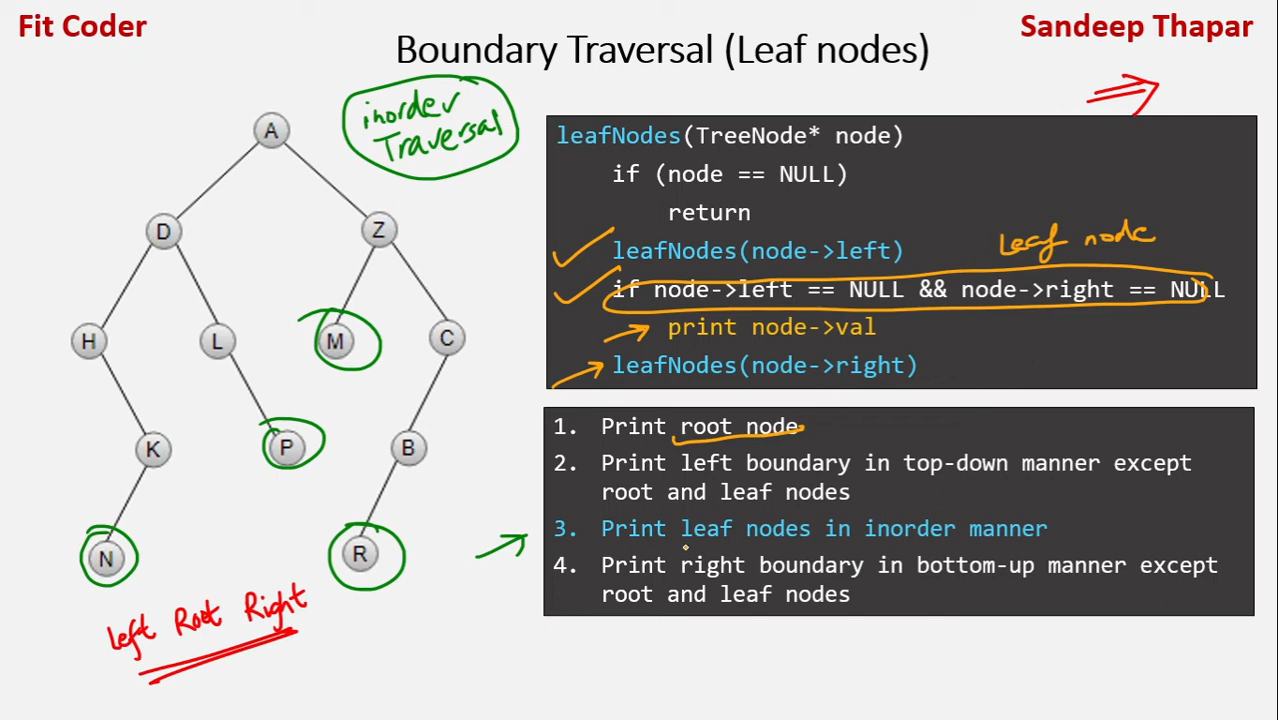 Fit Coder
Sandeep Thapar
Boundary Traversal (Leaf nodes)
inorder
Traversal
A
D
Z
H
L
M
C
K
P
B
N
R
left Root Right
leafNodes(TreeNode* node)
if (node == NULL)
return
leafNodes(node->left)
Leaf node
if node->left == NULL && node->right == NULL
print node->val
leafNodes(node->right)
1. Print root node
2. Print left boundary in top-down manner except
root and leaf nodes
3. Print leaf nodes in inorder manner
4. Print right boundary in bottom-up manner except
root and leaf nodes